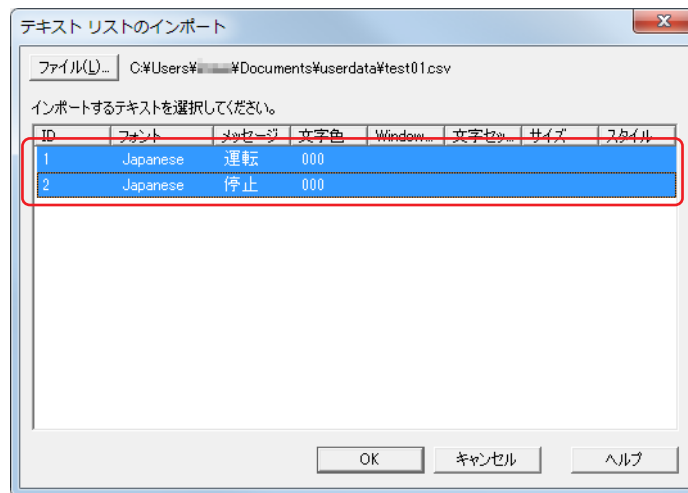 テキスト リストのインポート
ファイル(L)... C:¥Users¥ ¥Documents¥userdata¥test01.csv
インポートするテキストを選択してください。
ID フォント メッセージ 文字色 Window... 文字セッ... サイズ スタイル
1 Japanese 運転 000
2 Japanese 停止 000
OK キャンセル ヘルプ